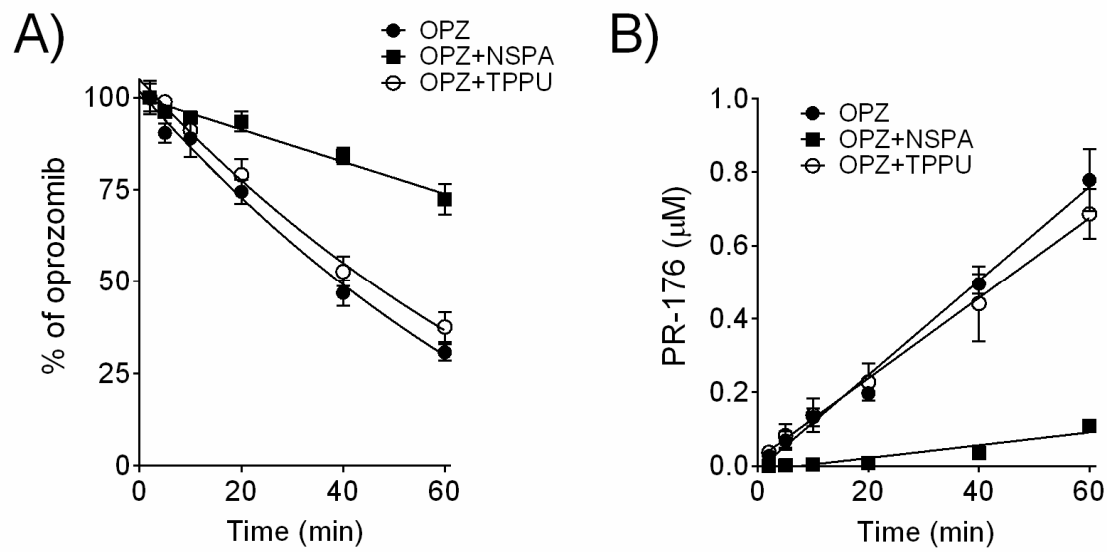 A)
OPZ
OPZ+NSPA
OPZ+TPPU
100
75
50
25
0
% of oprozomib
0 20 40 60
Time (min)
B)
OPZ
OPZ+NSPA
OPZ+TPPU
1.0
0.8
0.6
0.4
0.2
0.0
PR-176 (μM)
0 20 40 60
Time (min)